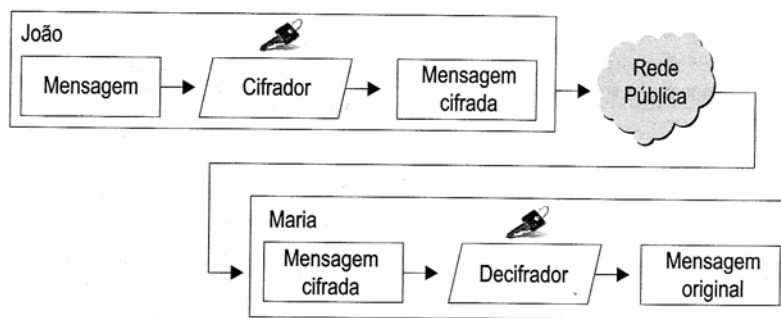 João
Mensagem
Cifrador
Mensagem
cifrada
Rede
Pública
Maria
Mensagem
cifrada
Decifrador
Mensagem
original